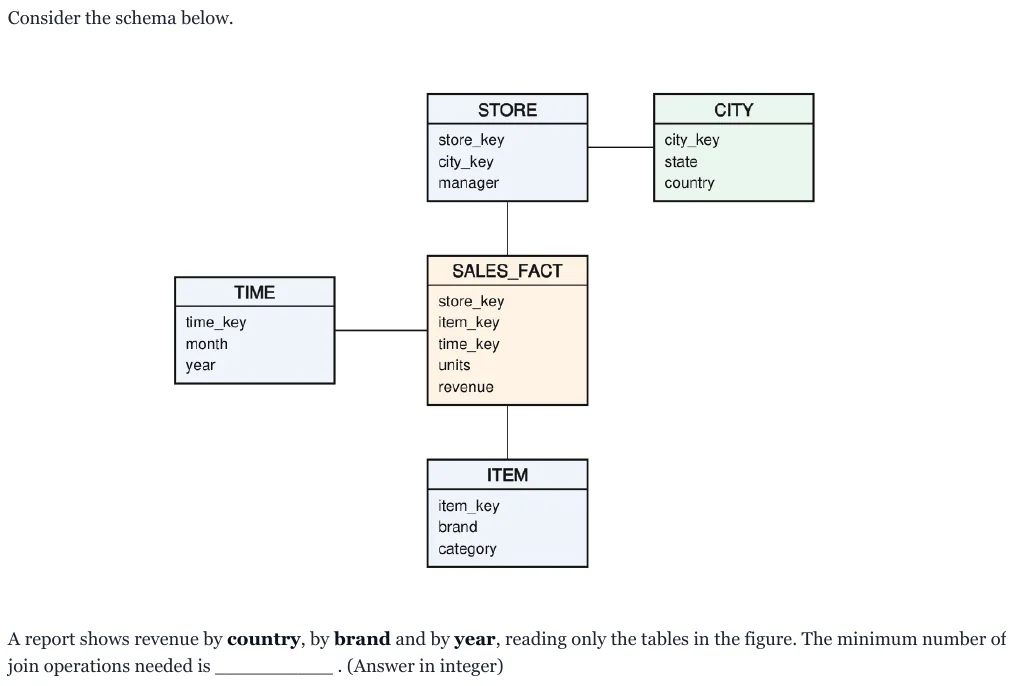 Consider the schema below.
STORE
store_key
city_key
manager
CITY
city_key
state
country
SALES_FACT
store_key
item_key
time_key
units
revenue
TIME
time_key
month
year
ITEM
item_key
brand
category
A report shows revenue by country, by brand and by year, reading only the tables in the figure. The minimum number of
join operations needed is ____________ . (Answer in integer)